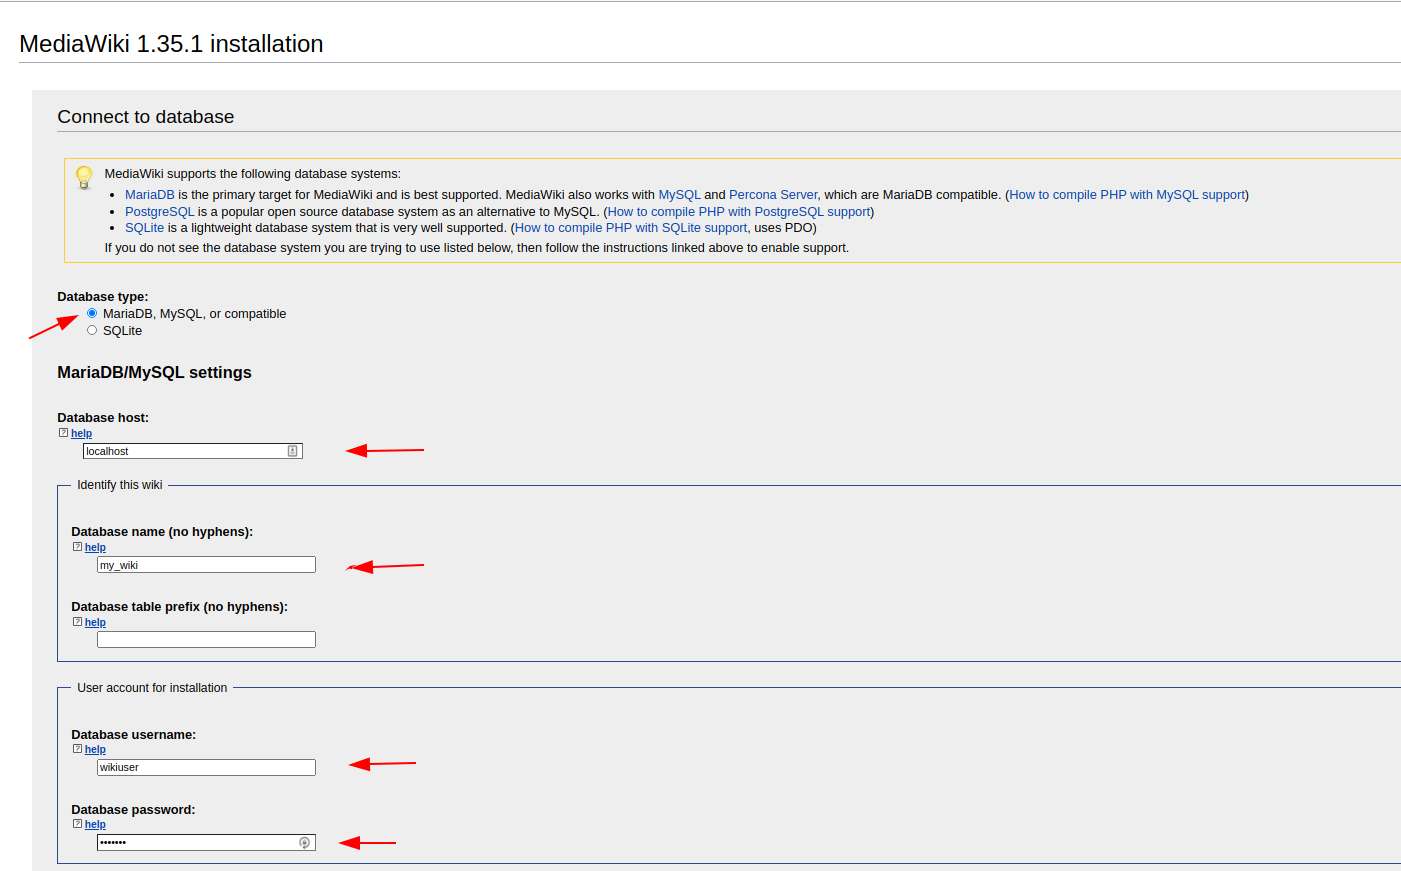 MediaWiki 1.35.1 installation
Connect to database
MediaWiki supports the following database systems:
• MariaDB is the primary target for MediaWiki and is best supported. MediaWiki also works with MySQL and Percona Server, which are MariaDB compatible. (How to compile PHP with MySQL support)
• PostgreSQL is a popular open source database system as an alternative to MySQL. (How to compile PHP with PostgreSQL support)
• SQLite is a lightweight database system that is very well supported. (How to compile PHP with SQLite support, uses PDO)
If you do not see the database system you are trying to use listed below, then follow the instructions linked above to enable support.
Database type:
MariaDB, MySQL, or compatible
SQLite
MariaDB/MySQL settings
Database host:
? help
localhost
Identify this wiki
Database name (no hyphens):
? help
my_wiki
Database table prefix (no hyphens):
? help
User account for installation
Database username:
? help
wikiuser
Database password:
? help
•••••••